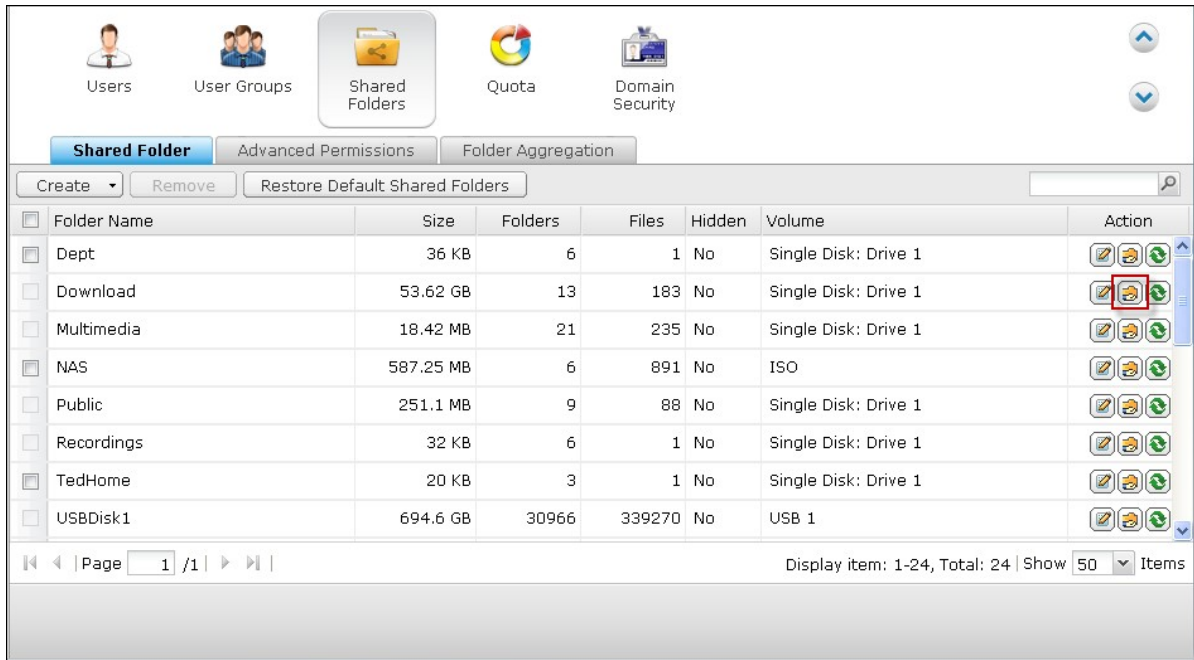 Users User Groups Shared Folders Quota Domain Security
Shared Folder Advanced Permissions Folder Aggregation
Create Remove Restore Default Shared Folders
Folder Name Size Folders Files Hidden Volume Action
Dept 36 KB 6 1 No Single Disk: Drive 1
Download 53.62 GB 13 183 No Single Disk: Drive 1
Multimedia 18.42 MB 21 235 No Single Disk: Drive 1
NAS 587.25 MB 6 891 No ISO
Public 251.1 MB 9 88 No Single Disk: Drive 1
Recordings 32 KB 6 1 No Single Disk: Drive 1
TedHome 20 KB 3 1 No Single Disk: Drive 1
USBDisk1 694.6 GB 30966 339270 No USB 1
Page 1 /1 Display item: 1-24, Total: 24 Show 50 Items